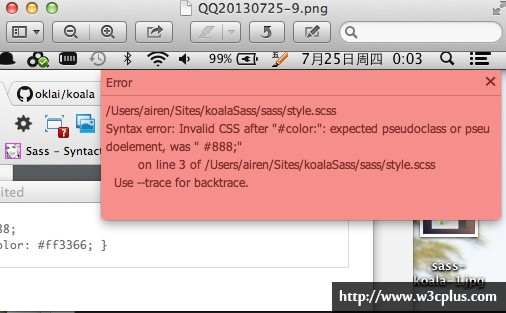 QQ20130725-9.png
99%
7月25日周四
0:03
oklai/koala
Sass - Syntac
Error
/Users/airen/Sites/koalaSass/sass/style.scss
Syntax error: Invalid CSS after "#color:": expected pseudoclass or pseu
doelement, was " #888;"
on line 3 of /Users/airen/Sites/koalaSass/sass/style.scss
Use --trace for backtrace.
ited
88;
color: #ff3366; }
sass-
koala-1.jpg
http://www.w3cplus.com